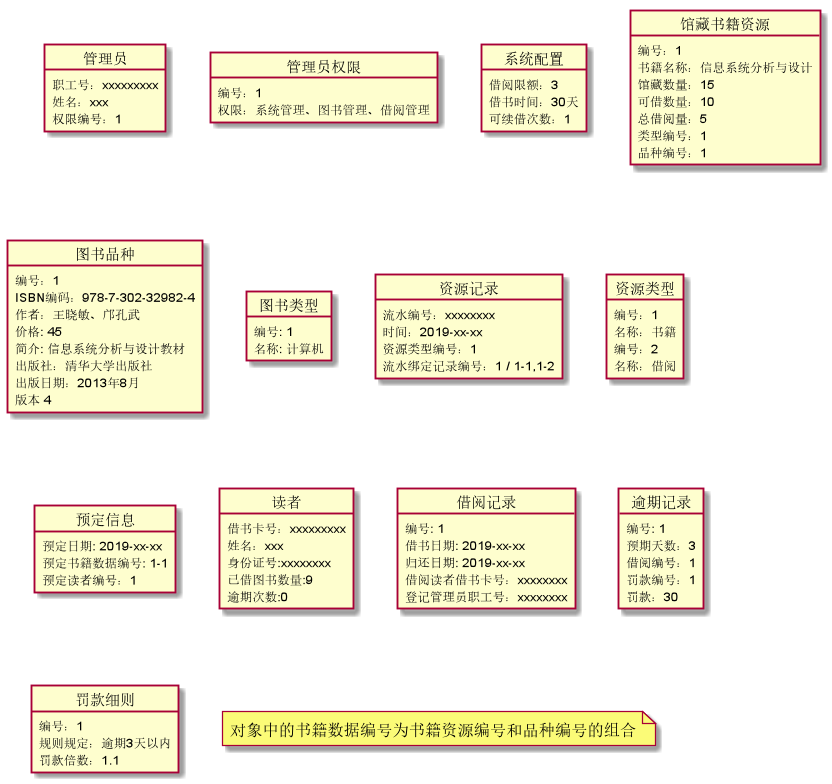 管理员
职工号：xxxxxxxxx
姓名：xxx
权限编号：1
管理员权限
编号：1
权限：系统管理、图书管理、借阅管理
系统配置
借阅限额：3
借书时间：30天
可续借次数：1
馆藏书籍资源
编号：1
书籍名称：信息系统分析与设计
馆藏数量：15
可借数量：10
总借阅量：5
类型编号：1
品种编号：1
图书品种
编号：1
ISBN编码：978-7-302-32982-4
作者：王晓敏、邝孔武
价格: 45
简介: 信息系统分析与设计教材
出版社：清华大学出版社
出版日期：2013年8月
版本 4
图书类型
编号: 1
名称: 计算机
资源记录
流水编号：xxxxxxxx
时间：2019-xx-xx
资源类型编号：1
流水绑定记录编号：1 / 1-1,1-2
资源类型
编号：1
名称：书籍
编号：2
名称：借阅
预定信息
预定日期: 2019-xx-xx
预定书籍数据编号: 1-1
预定读者编号：1
读者
借书卡号：xxxxxxxxx
姓名：xxx
身份证号:xxxxxxxx
已借图书数量:9
逾期次数:0
借阅记录
编号: 1
借书日期: 2019-xx-xx
归还日期: 2019-xx-xx
借阅读者借书卡号：xxxxxxxx
登记管理员职工号：xxxxxxxx
逾期记录
编号: 1
预期天数：3
借阅编号：1
罚款编号：1
罚款：30
罚款细则
编号：1
规则规定：逾期3天以内
罚款倍数：1.1
对象中的书籍数据编号为书籍资源编号和品种编号的组合